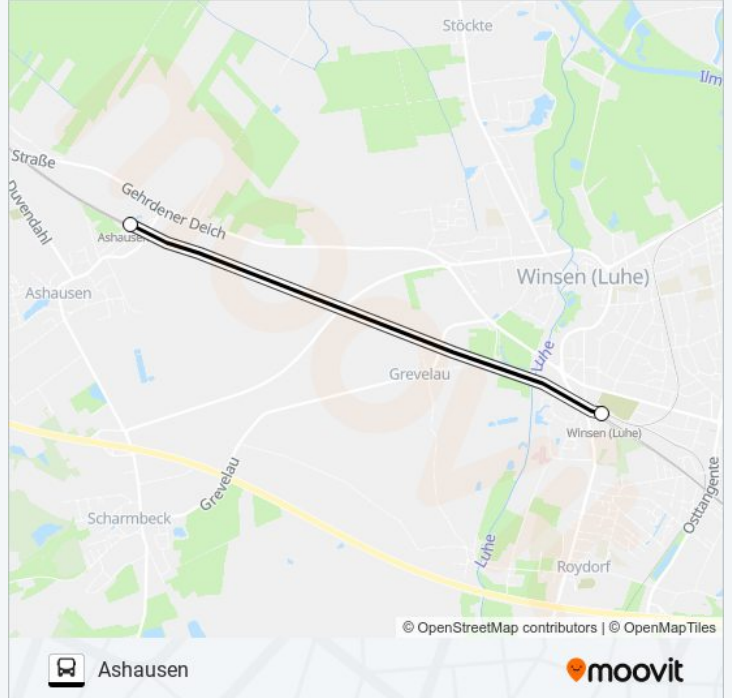 Stöckte
Ilm
Straße
Duvendahl
Gehrdener Deich
Ashausen
Ashausen
Winsen (Luhe)
Luhe
Grevelau
Winsen (Luhe)
Grevelau
Osttangente
Scharmbeck
Luhe
Roydorf
© OpenStreetMap contributors | © OpenMapTiles
Ashausen
moovit